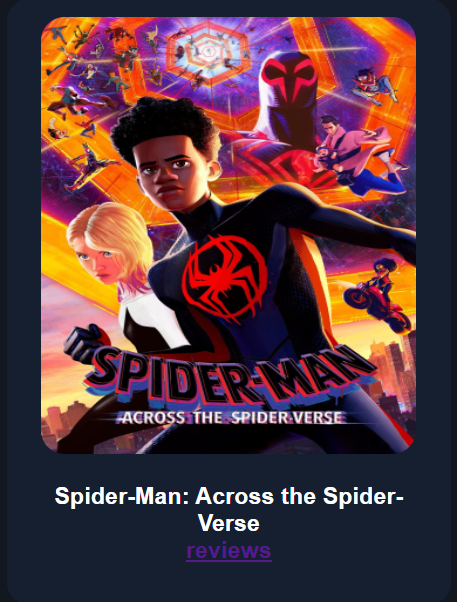 SPIDER-MAN
ACROSS THE SPIDER-VERSE
Spider-Man: Across the Spider-
Verse
reviews